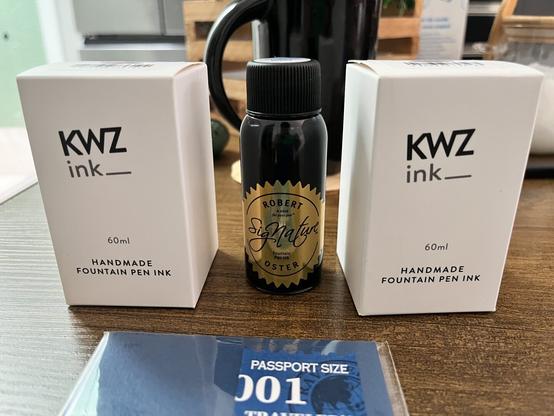 KWZ
ink
60ml
HANDMADE
FOUNTAIN PEN INK
ROBERT
Signature
OSTER
KWZ
ink
60ml
HANDMADE
FOUNTAIN PEN INK
PASSPORT SIZE
001